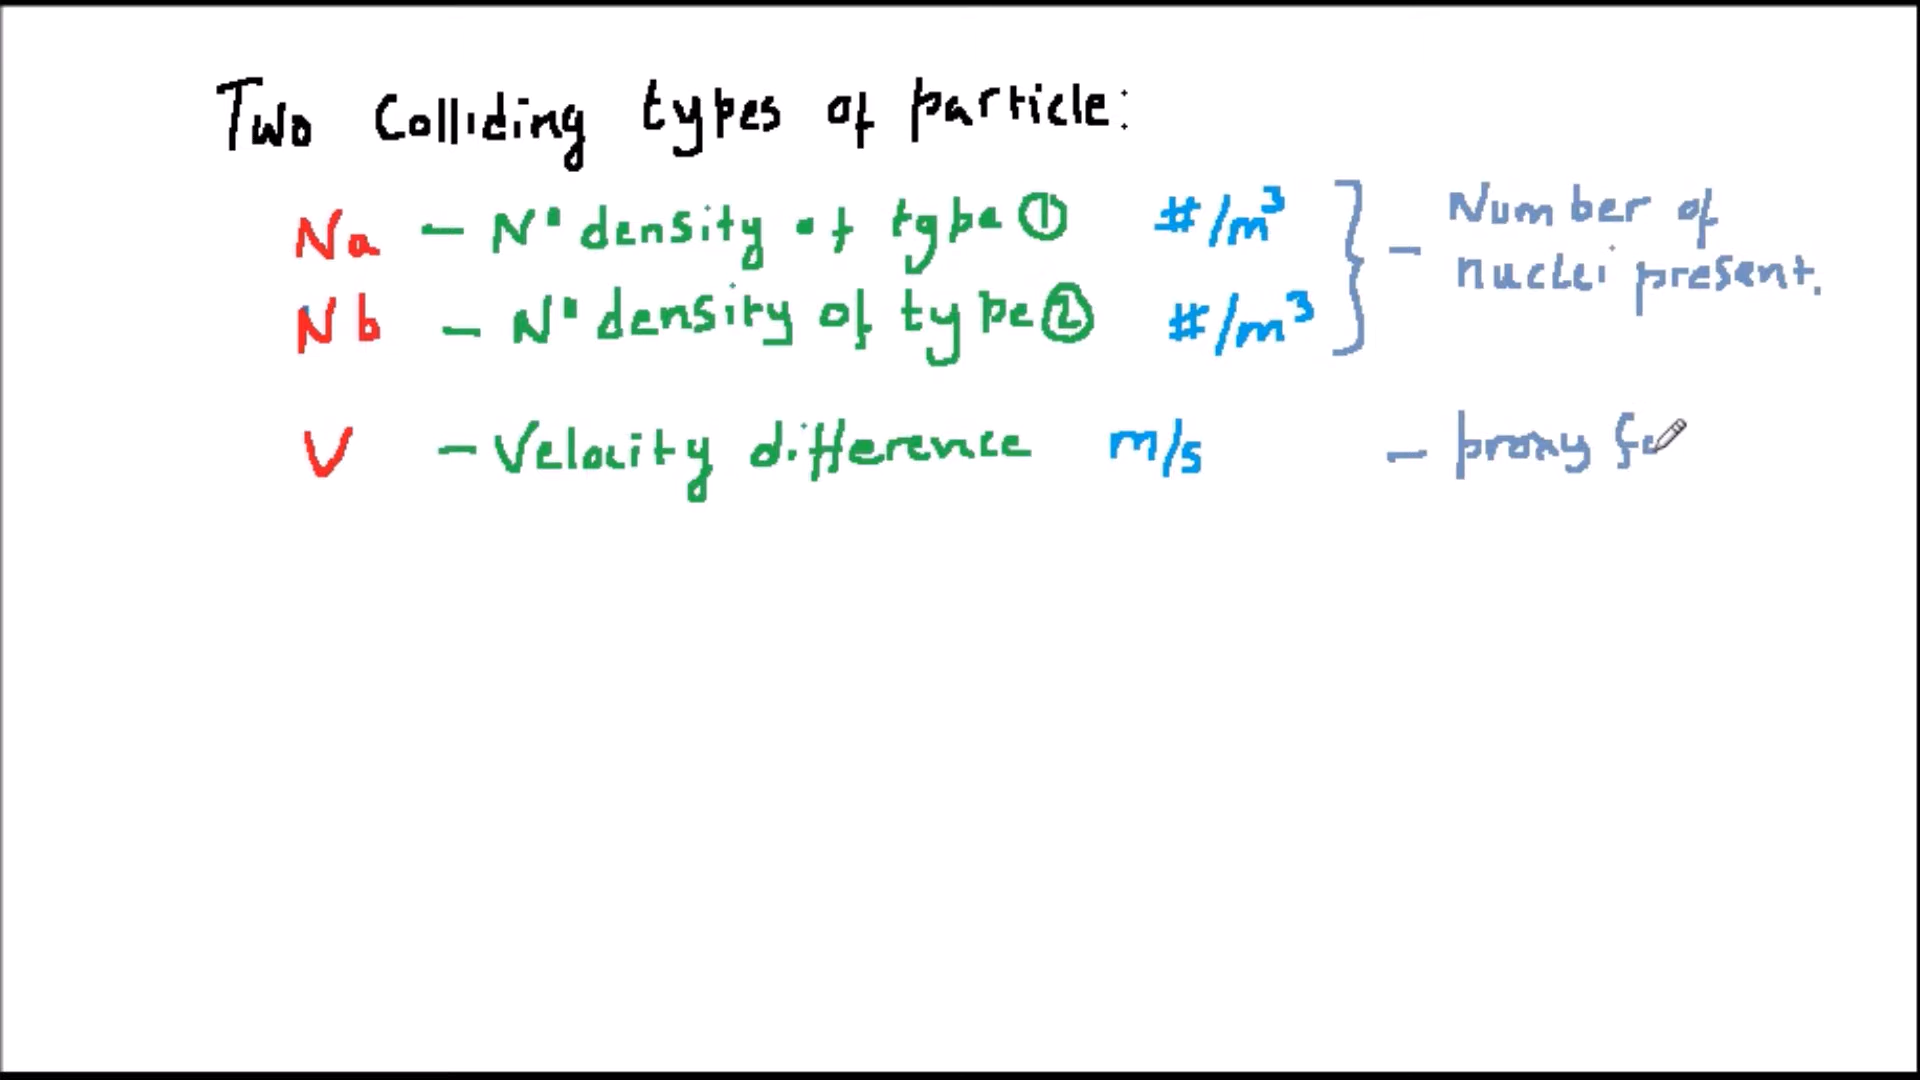 Two Colliding types of particle:
Na - N° density of type ① #/m³ } - Number of
nuclei present.
Nb - N° density of type ② #/m³
V - Velocity difference m/s - proxy fo